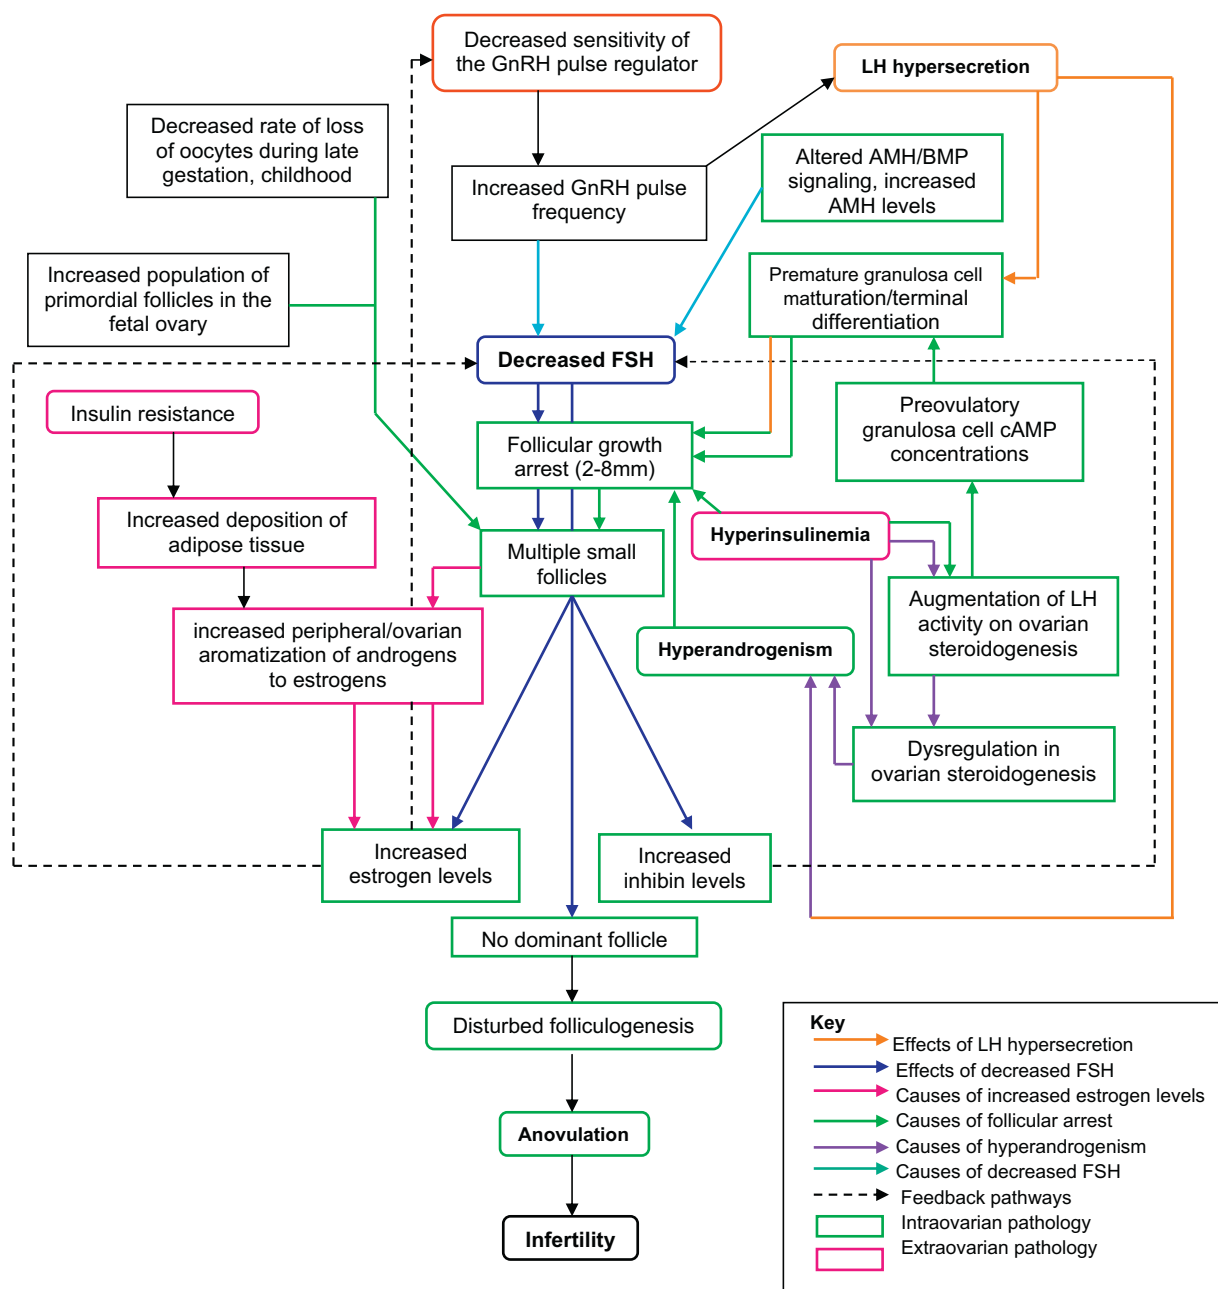 Decreased sensitivity of
the GnRH pulse regulator
LH hypersecretion
Decreased rate of loss
of oocytes during late
gestation, childhood
Altered AMH/BMP
signaling, increased
AMH levels
Increased GnRH pulse
frequency
Increased population of
primordial follicles in the
fetal ovary
Premature granulosa cell
matturation/terminal
differentiation
Decreased FSH
Insulin resistance
Preovulatory
granulosa cell cAMP
concentrations
Follicular growth
arrest (2-8mm)
Increased deposition of
adipose tissue
Hyperinsulinemia
Multiple small
follicles
Augmentation of LH
activity on ovarian
steroidogenesis
increased peripheral/ovarian
aromatization of androgens
to estrogens
Hyperandrogenism
Dysregulation in
ovarian steroidogenesis
Increased
estrogen levels
Increased
inhibin levels
No dominant follicle
Disturbed folliculogenesis
Anovulation
Infertility
Key
Effects of LH hypersecretion
Effects of decreased FSH
Causes of increased estrogen levels
Causes of follicular arrest
Causes of hyperandrogenism
Causes of decreased FSH
Feedback pathways
Intraovarian pathology
Extraovarian pathology